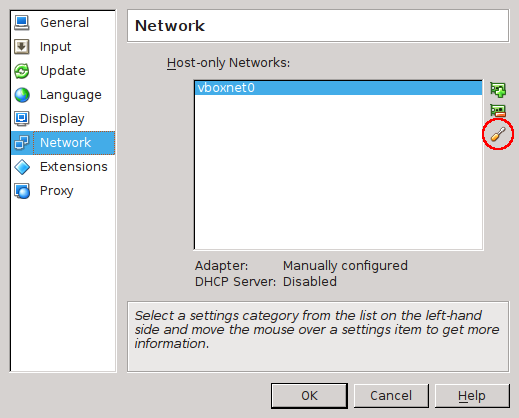 General
Input
Update
Language
Display
Network
Extensions
Proxy
Network
Host-only Networks:
vboxnet0
Adapter: Manually configured
DHCP Server: Disabled
Select a settings category from the list on the left-hand
side and move the mouse over a settings item to get more
information.
OK
Cancel
Help